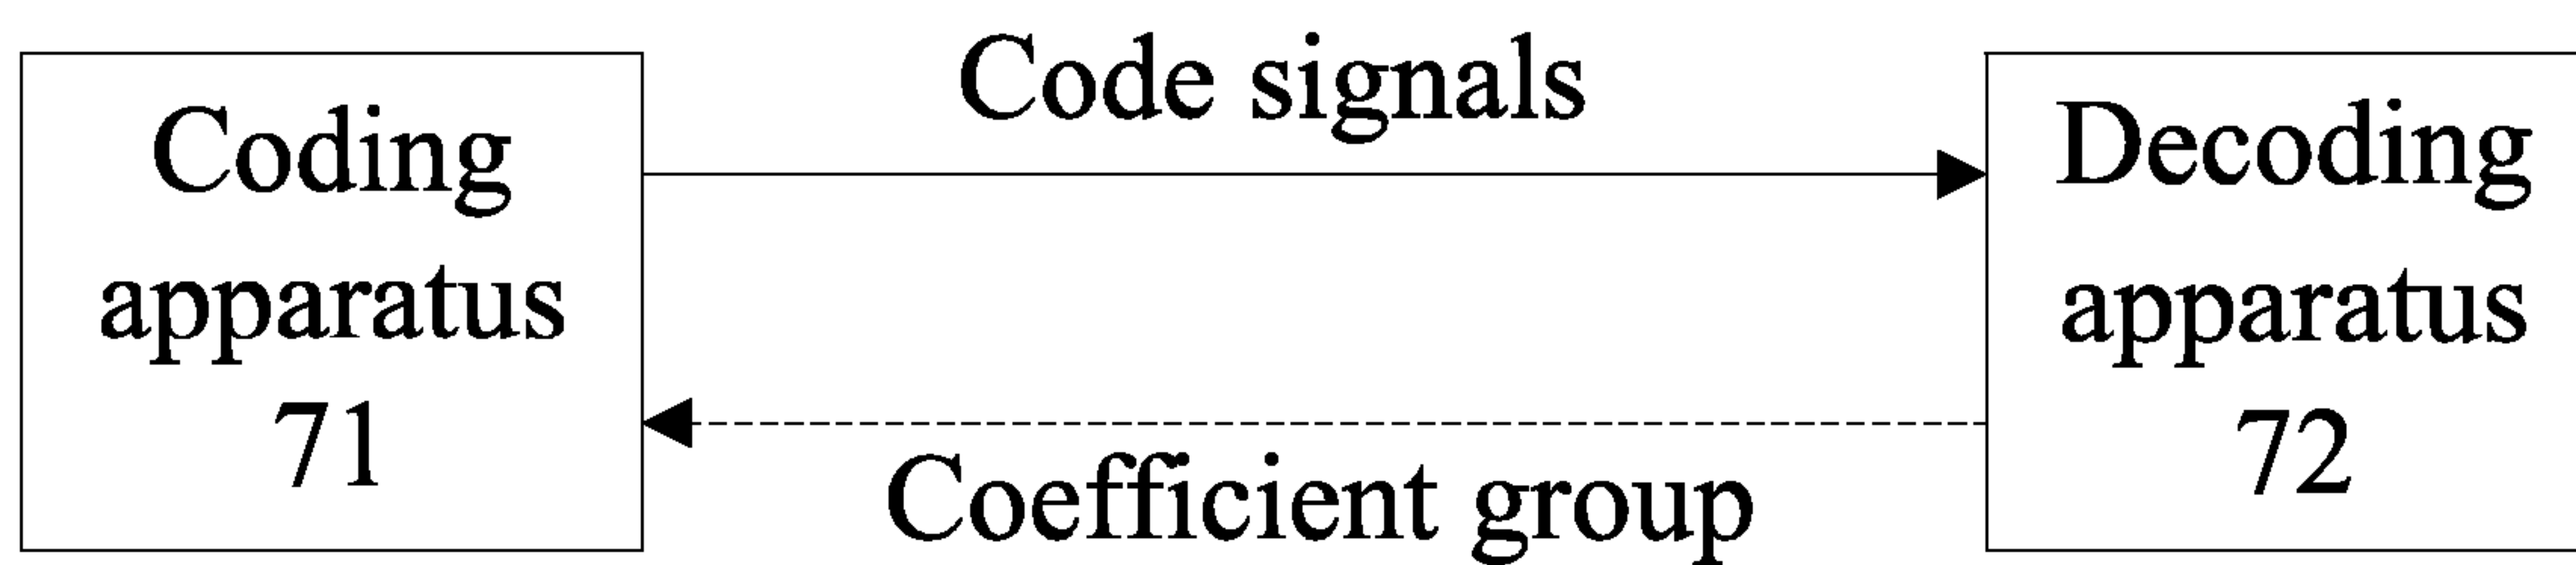 Coding
apparatus
71
Code signals
Coefficient group
Decoding
apparatus
72